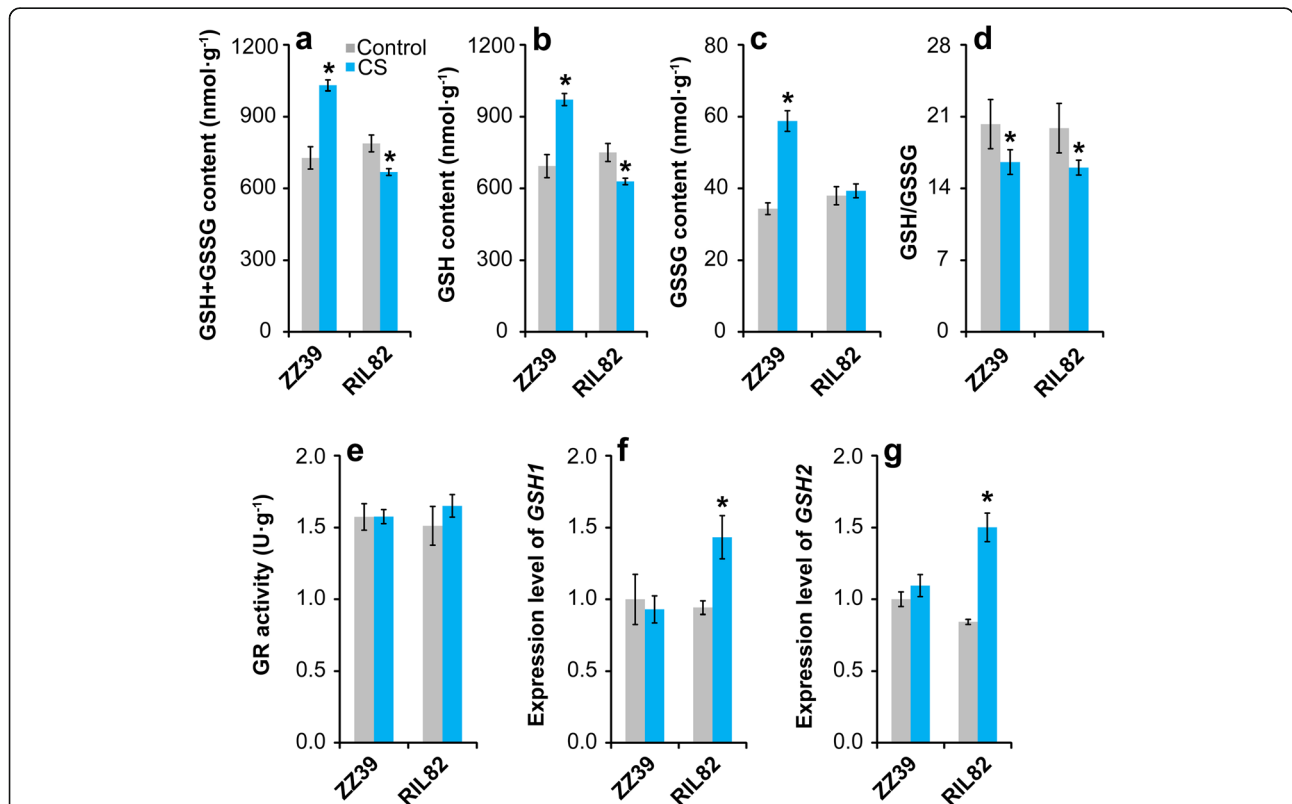 a
Control
CS
GSH+GSSG content (nmol·g⁻¹)
1200
900
600
300
0
*
*
ZZ39
RIL82
b
GSH content (nmol·g⁻¹)
1200
900
600
300
0
*
*
ZZ39
RIL82
c
GSSG content (nmol·g⁻¹)
80
60
40
20
0
*
ZZ39
RIL82
d
GSH/GSSG
28
21
14
7
0
*
*
ZZ39
RIL82
e
GR activity (U·g⁻¹)
2.0
1.5
1.0
0.5
0.0
ZZ39
RIL82
f
Expression level of GSH1
2.0
1.5
1.0
0.5
0.0
*
ZZ39
RIL82
g
Expression level of GSH2
2.0
1.5
1.0
0.5
0.0
*
ZZ39
RIL82